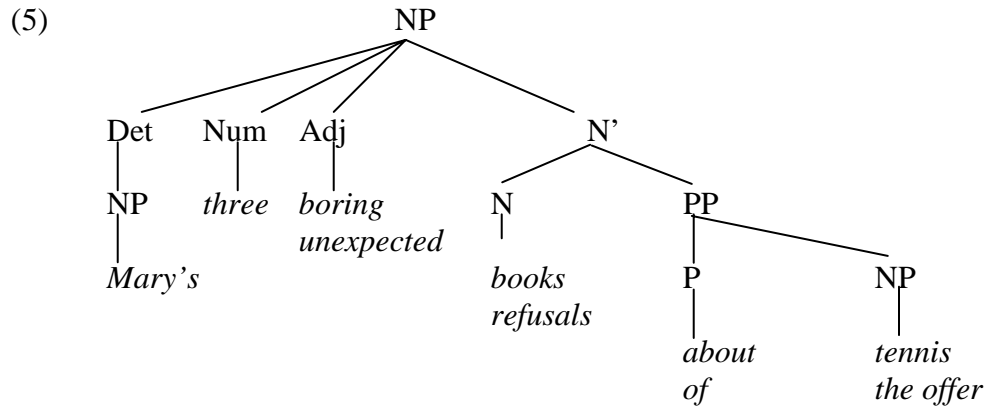 (5) NP
Det Num Adj N’
NP three boring N PP
unexpected
Mary’s books P NP
refusals
about tennis
of the offer